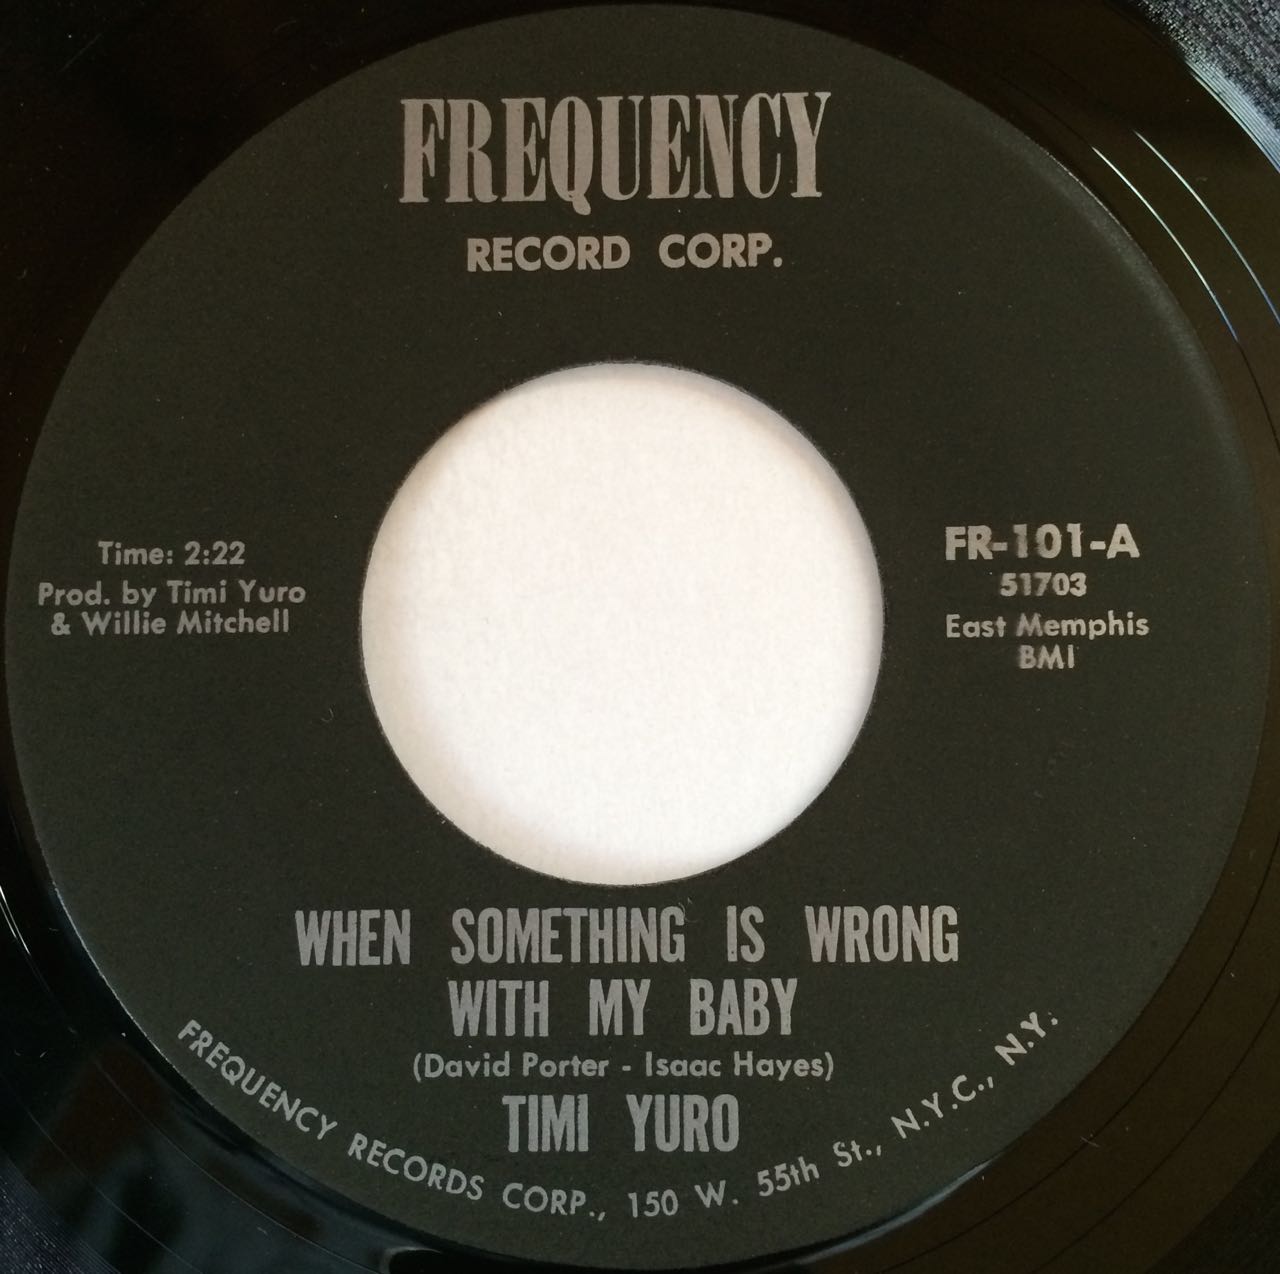 FREQUENCY
RECORD CORP.
Time: 2:22
Prod. by Timi Yuro
& Willie Mitchell
FR-101-A
51703
East Memphis
BMI
WHEN SOMETHING IS WRONG
WITH MY BABY
(David Porter - Isaac Hayes)
TIMI YURO
FREQUENCY RECORDS CORP., 150 W. 55th St., N.Y.C., N.Y.